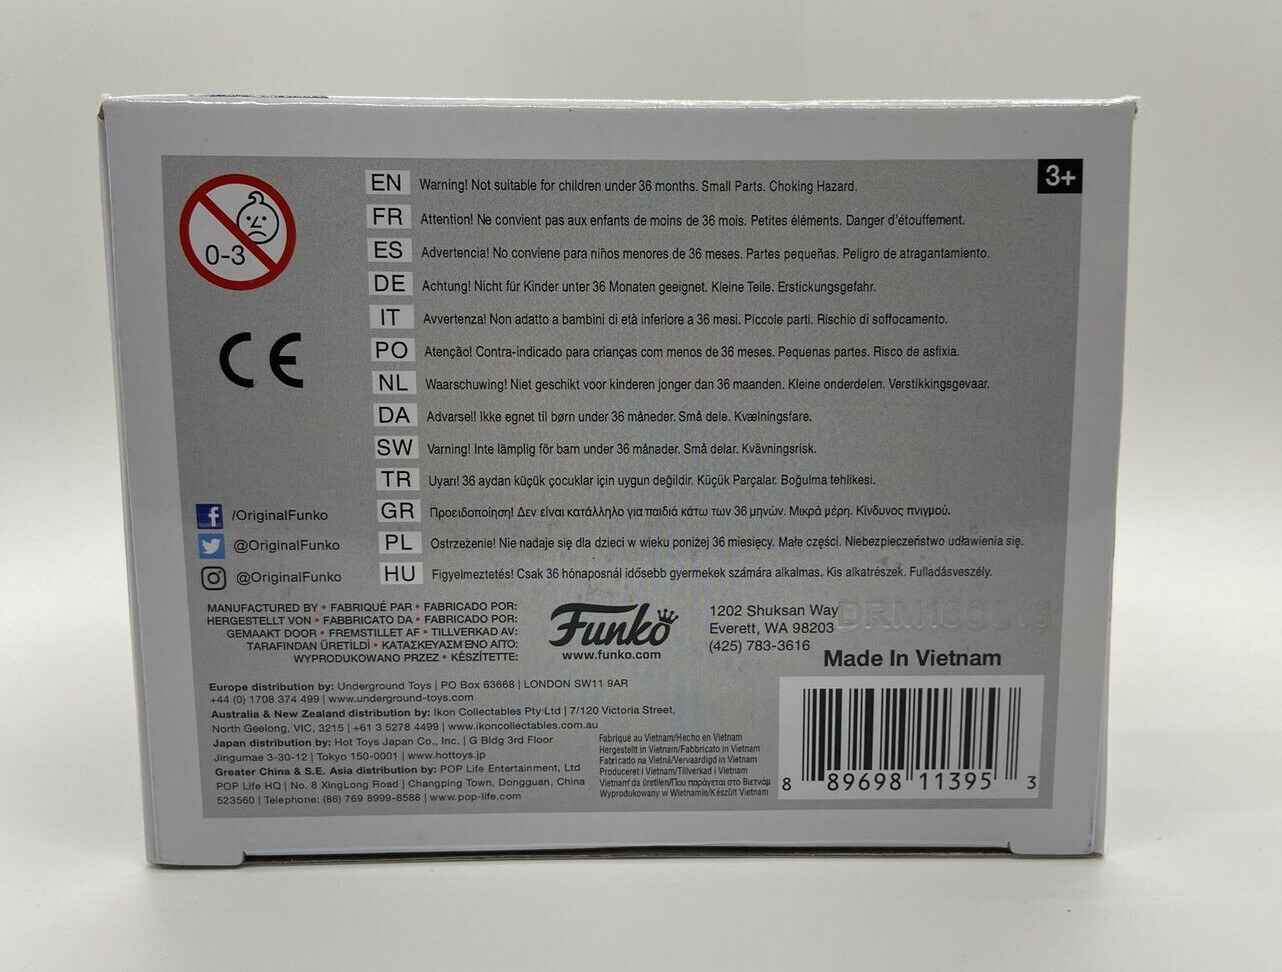 3+
0-3
EN Warning! Not suitable for children under 36 months. Small Parts. Choking Hazard.
FR Attention! Ne convient pas aux enfants de moins de 36 mois. Petites éléments. Danger d'étouffement.
ES Advertencia! No conviene para niños menores de 36 meses. Partes pequeñas. Peligro de atragantamiento.
DE Achtung! Nicht für Kinder unter 36 Monaten geeignet. Kleine Teile. Erstickungsgefahr.
IT Avvertenza! Non adatto a bambini di età inferiore a 36 mesi. Piccole parti. Rischio di soffocamento.
PO Atenção! Contra-indicado para crianças com menos de 36 meses. Pequenas partes. Risco de asfixia.
NL Waarschuwing! Niet geschikt voor kinderen jonger dan 36 maanden. Kleine onderdelen. Verstikkingsgevaar.
DA Advarsel! Ikke egnet til børn under 36 måneder. Små dele. Kvælningsfare.
SW Varning! Inte lämplig för barn under 36 månader. Små delar. Kvävningsrisk.
TR Uyarı! 36 aydan küçük çocuklar için uygun değildir. Küçük Parçalar. Boğulma tehlikesi.
GR Προειδοποίηση! Δεν είναι κατάλληλο για παιδιά κάτω των 36 μηνών. Μικρά μέρη. Κίνδυνος πνιγμού.
PL Ostrzeżenie! Nie nadaje się dla dzieci w wieku poniżej 36 miesięcy. Małe części. Niebezpieczeństwo udławienia się.
HU Figyelmeztetés! Csak 36 hónaposnál idősebb gyermekek számára alkalmas. Kis alkatrészek. Fulladásveszély.
CE
/OriginalFunko
@OriginalFunko
@OriginalFunko
MANUFACTURED BY • FABRIQUÉ PAR • FABRICADO POR:
HERGESTELLT VON • FABBRICATO DA • FABRICADO POR:
GEMAAKT DOOR • FREMSTILLET AF • TILLVERKAD AV:
TARAFINDAN ÜRETİLDİ • ΚΑΤΑΣΚΕΥΑΣΜΕΝΟ ΑΠΟ:
WYPRODUKOWANO PRZEZ • KÉSZÍTETTE:
Funko
www.funko.com
1202 Shuksan Way
Everett, WA 98203
(425) 783-3616
Made In Vietnam
Europe distribution by: Underground Toys | PO Box 63668 | LONDON SW11 9AR
+44 (0) 1708 374 499 | www.underground-toys.com
Australia & New Zealand distribution by: Ikon Collectables Pty Ltd | 7/120 Victoria Street,
North Geelong, VIC, 3215 | +61 3 5278 4499 | www.ikoncollectables.com.au
Japan distribution by: Hot Toys Japan Co., Inc. | G Bldg 3rd Floor
Jingumae 3-30-12 | Tokyo 150-0001 | www.hottoys.jp
Greater China & S.E. Asia distribution by: POP Life Entertainment, Ltd
POP Life HQ | No. 8 XingLong Road | Changping Town, Dongguan, China
523560 | Telephone: (86) 769 8999-8588 | www.pop-life.com
Fabriqué au Vietnam/Hecho en Vietnam
Hergestellt in Vietnam/Fabbricato in Vietnam
Fabricado na Vietnã/Vervaardigd in Vietnam
Produceret i Vietnam/Tillverkad i Vietnam
Vietnam'da üretilen/Που παράγεται στο Βιετνάμ
Wyprodukowany w Wietnamie/Készült Vietnam
8 89698 11395 3